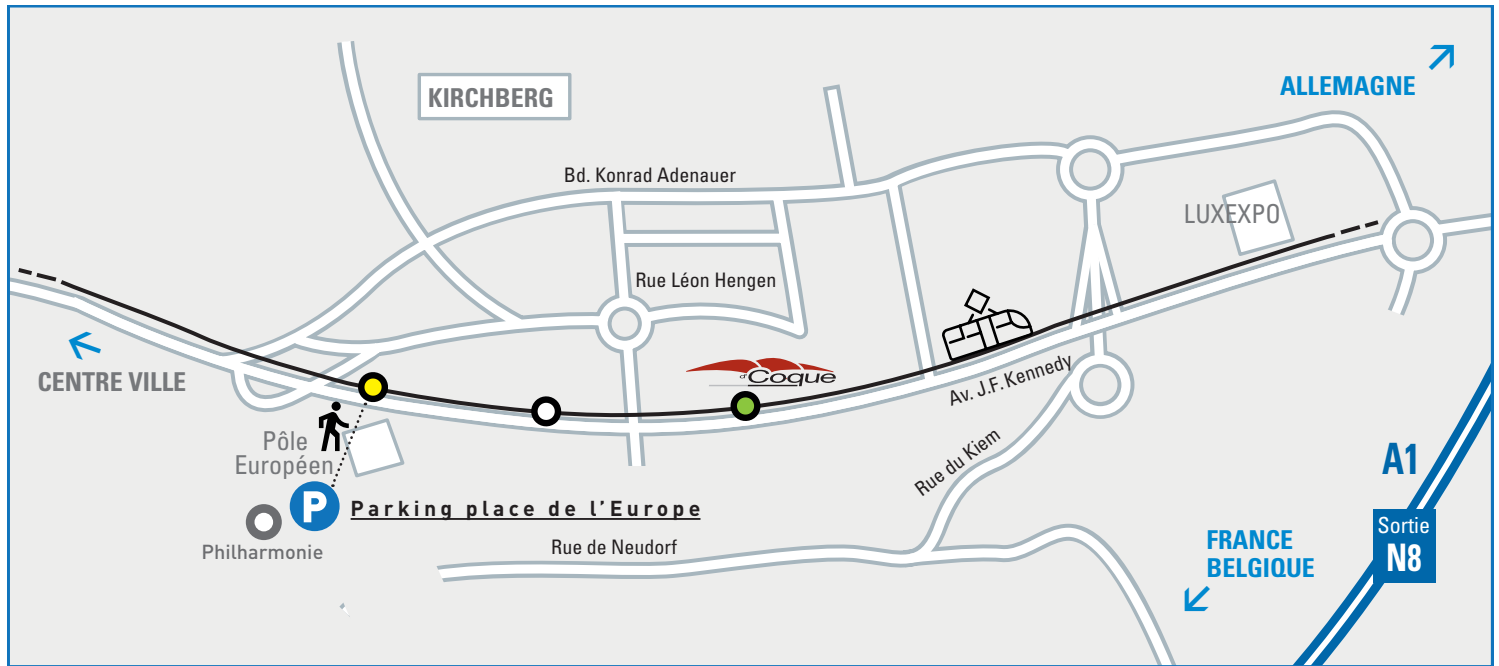 KIRCHBERG
ALLEMAGNE
Bd. Konrad Adenauer
LUXEXPO
Rue Léon Hengen
CENTRE VILLE
d'Coque
Av. J.F. Kennedy
Pôle
Européen
Rue du Kiem
A1
P
Parking place de l'Europe
Sortie
N8
Philharmonie
Rue de Neudorf
FRANCE
BELGIQUE